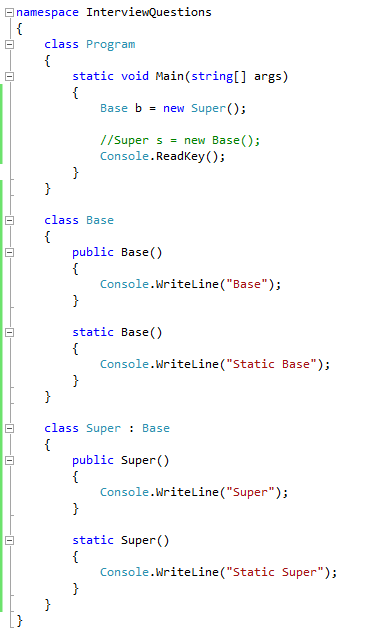 namespace InterviewQuestions
{
    class Program
    {
        static void Main(string[] args)
        {
            Base b = new Super();

            //Super s = new Base();
            Console.ReadKey();
        }
    }

    class Base
    {
        public Base()
        {
            Console.WriteLine("Base");
        }

        static Base()
        {
            Console.WriteLine("Static Base");
        }
    }

    class Super : Base
    {
        public Super()
        {
            Console.WriteLine("Super");
        }

        static Super()
        {
            Console.WriteLine("Static Super");
        }
    }
}